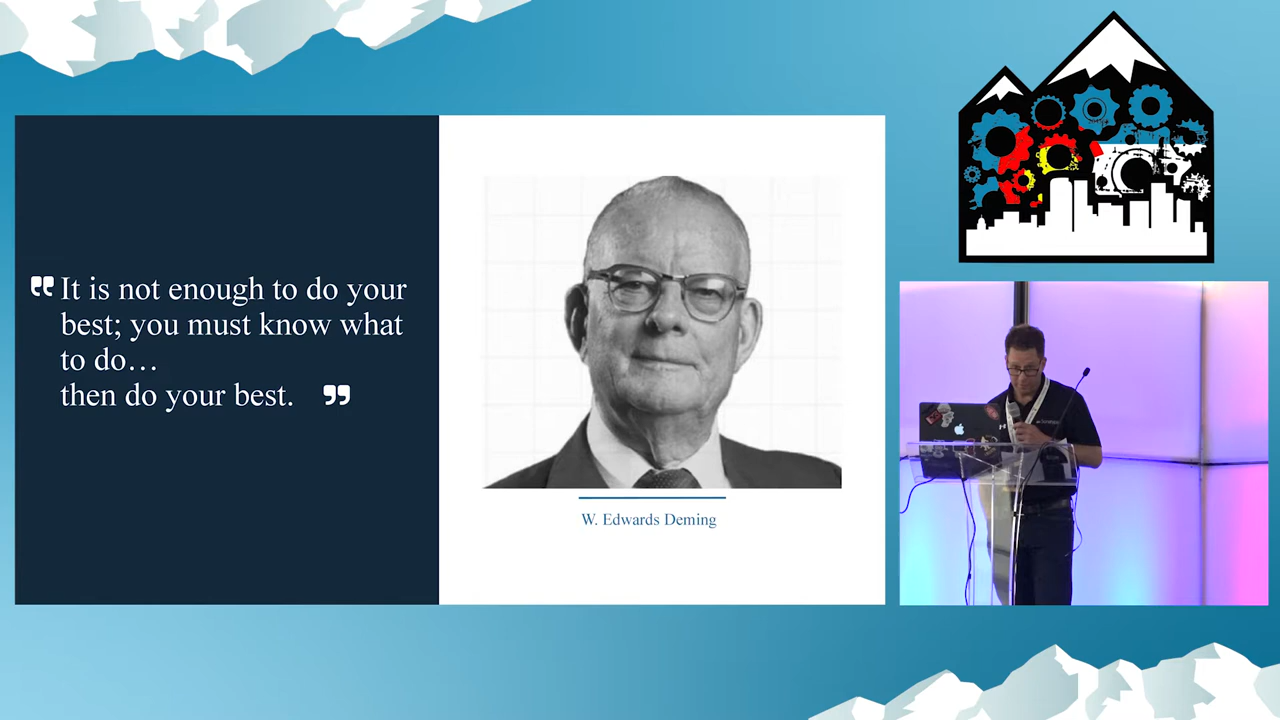 ❝ It is not enough to do your
best; you must know what
to do…
then do your best. ❞
W. Edwards Deming